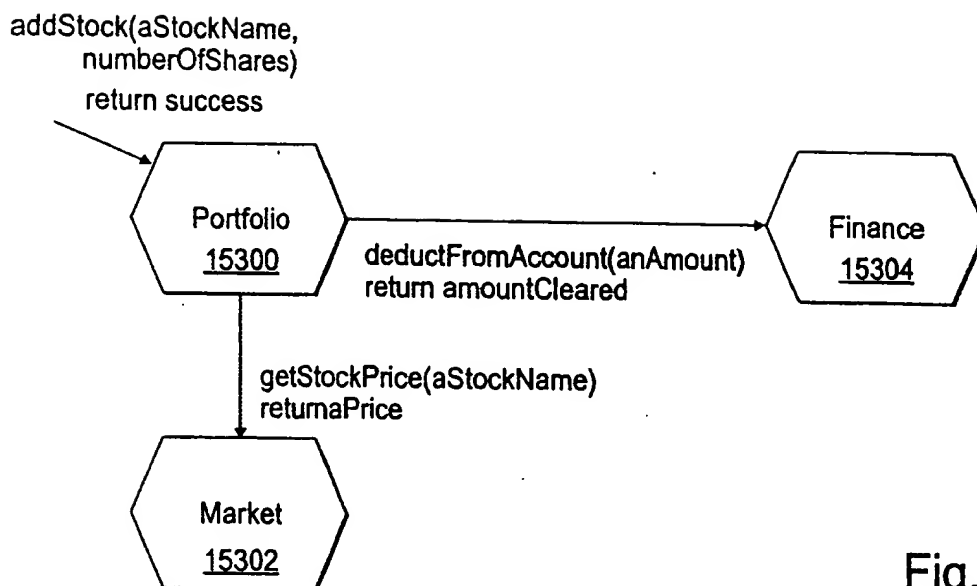 addStock(aStockName,
numberOfShares)
return success
Portfolio
15300
Finance
15304
deductFromAccount(anAmount)
return amountCleared
getStockPrice(aStockName)
returnaPrice
Market
15302
Fig.